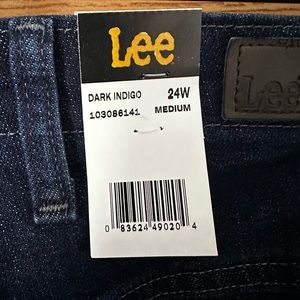 Lee
DARK INDIGO 24W
103086141 MEDIUM
Lee
0 83624 49020 4